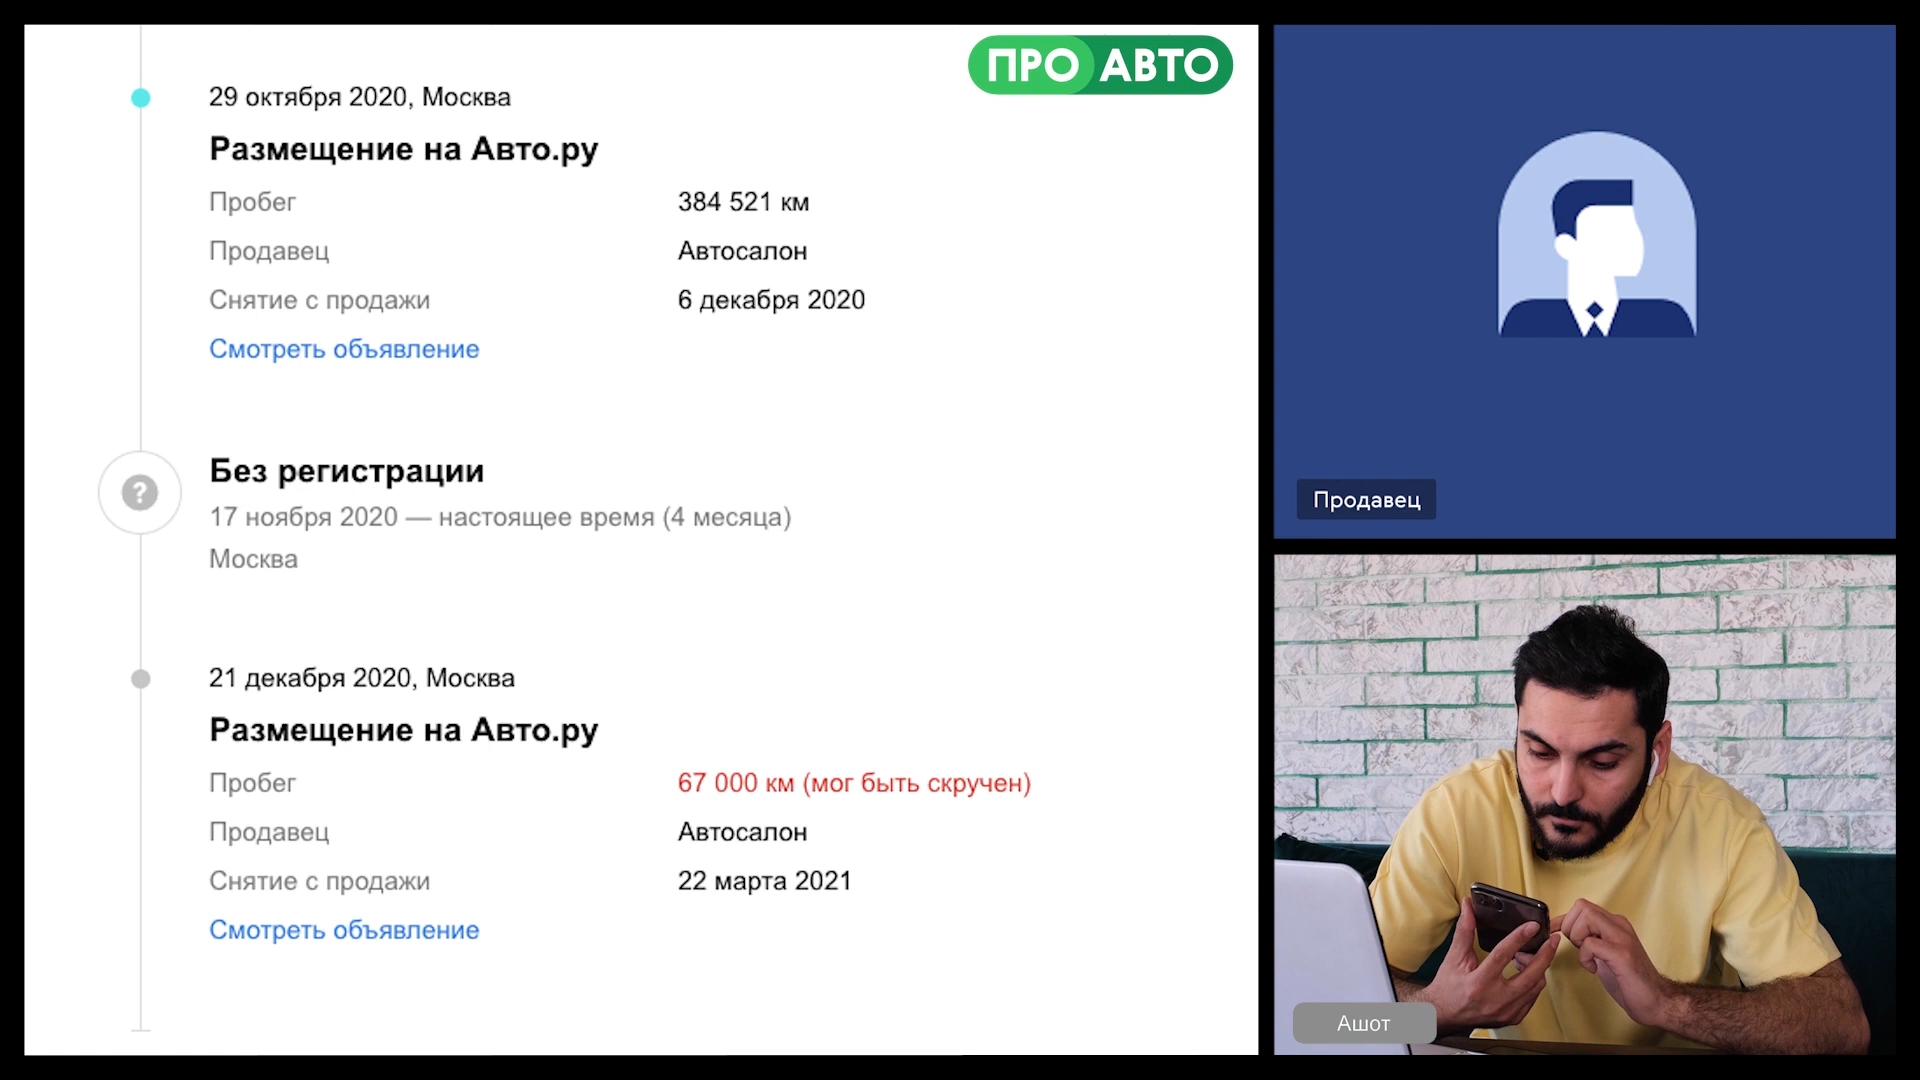 ПРО АВТО
29 октября 2020, Москва
Размещение на Авто.ру
Пробег 384 521 км
Продавец Автосалон
Снятие с продажи 6 декабря 2020
Смотреть объявление
?
Без регистрации
17 ноября 2020 — настоящее время (4 месяца)
Москва
21 декабря 2020, Москва
Размещение на Авто.ру
Пробег 67 000 км (мог быть скручен)
Продавец Автосалон
Снятие с продажи 22 марта 2021
Смотреть объявление
Продавец
Ашот